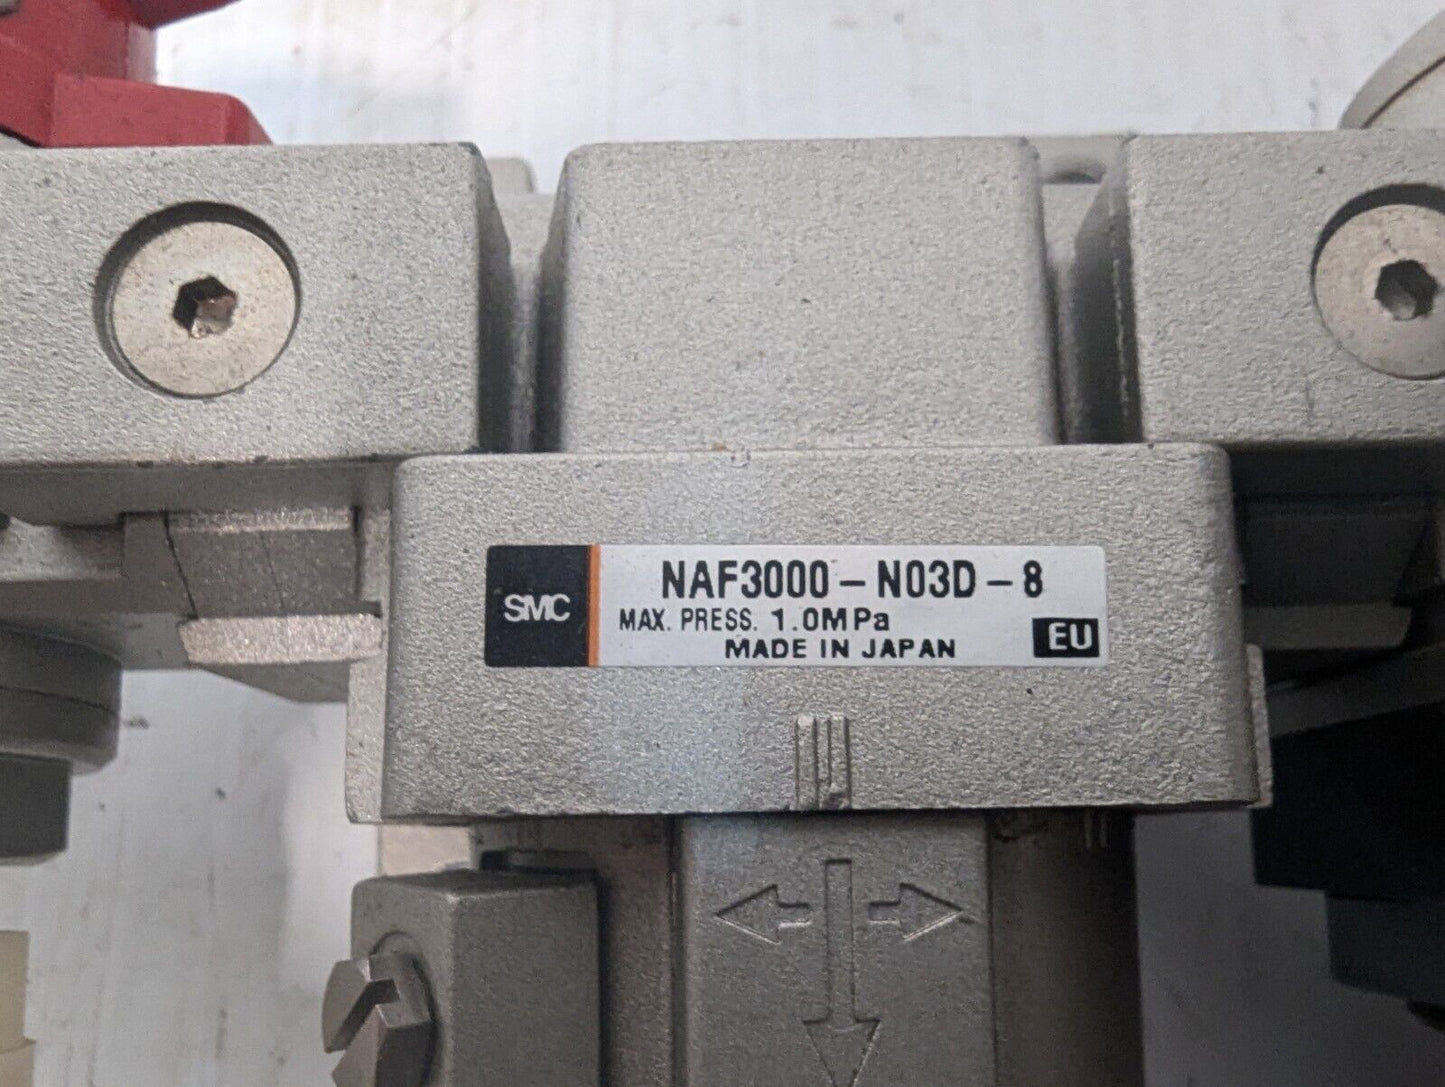 SMC
NAF3000-N03D-8
MAX. PRESS. 1.0MPa
MADE IN JAPAN
EU